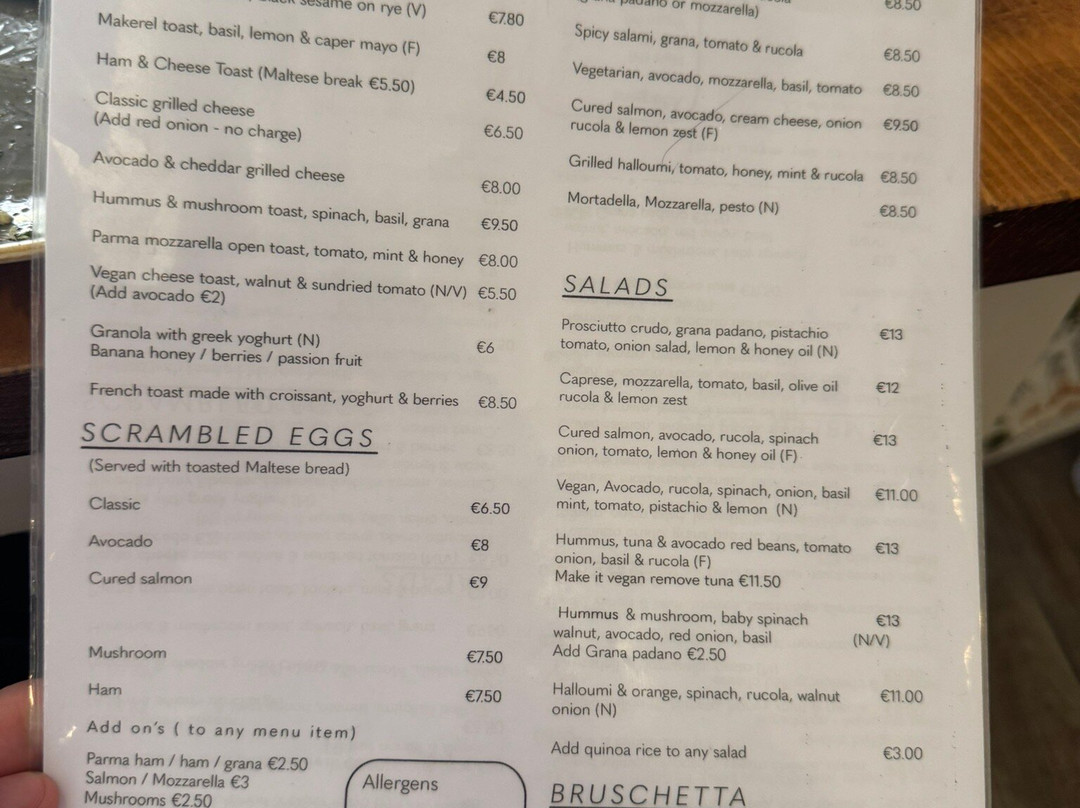 sesame on rye (V) €7.80
Makerel toast, basil, lemon & caper mayo (F) €8
Ham & Cheese Toast (Maltese break €5.50) €4.50
Classic grilled cheese €6.50
(Add red onion - no charge)
Avocado & cheddar grilled cheese €8.00
Hummus & mushroom toast, spinach, basil, grana €9.50
Parma mozzarella open toast, tomato, mint & honey €8.00
Vegan cheese toast, walnut & sundried tomato (N/V) €5.50
(Add avocado €2)
Granola with greek yoghurt (N) €6
Banana honey / berries / passion fruit
French toast made with croissant, yoghurt & berries €8.50
SCRAMBLED EGGS
(Served with toasted Maltese bread)
Classic €6.50
Avocado €8
Cured salmon €9
Mushroom €7.50
Ham €7.50
Add on's ( to any menu item)
Parma ham / ham / grana €2.50
Salmon / Mozzarella €3
Mushrooms €2.50
Allergens
padano or mozzarella) €8.50
Spicy salami, grana, tomato & rucola €8.50
Vegetarian, avocado, mozzarella, basil, tomato €8.50
Cured salmon, avocado, cream cheese, onion €9.50
rucola & lemon zest (F)
Grilled halloumi, tomato, honey, mint & rucola €8.50
Mortadella, Mozzarella, pesto (N) €8.50
SALADS
Prosciutto crudo, grana padano, pistachio €13
tomato, onion salad, lemon & honey oil (N)
Caprese, mozzarella, tomato, basil, olive oil €12
rucola & lemon zest
Cured salmon, avocado, rucola, spinach €13
onion, tomato, lemon & honey oil (F)
Vegan, Avocado, rucola, spinach, onion, basil €11.00
mint, tomato, pistachio & lemon (N)
Hummus, tuna & avocado red beans, tomato €13
onion, basil & rucola (F)
Make it vegan remove tuna €11.50
Hummus & mushroom, baby spinach €13
walnut, avocado, red onion, basil (N/V)
Add Grana padano €2.50
Halloumi & orange, spinach, rucola, walnut €11.00
onion (N)
Add quinoa rice to any salad €3.00
BRUSCHETTA